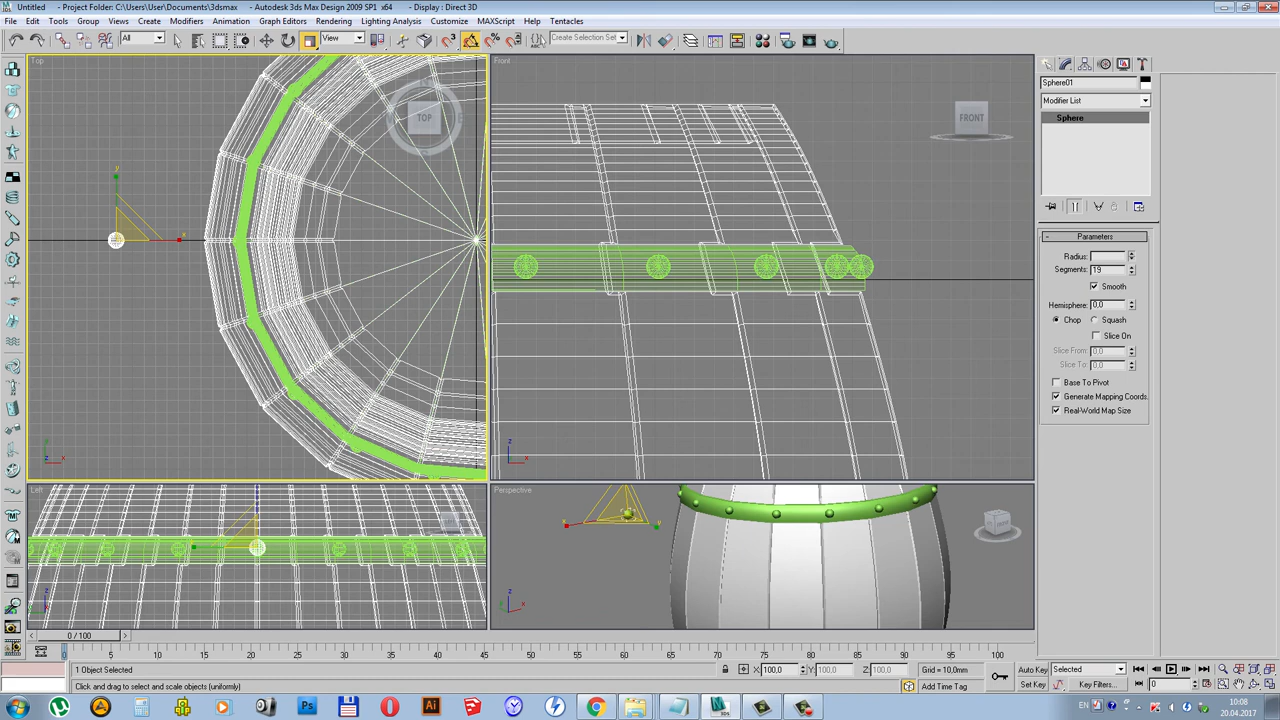 Untitled - Project Folder: C:\Users\Documents\3dsmax - Autodesk 3ds Max Design 2009 SP1 x64 - Display : Direct 3D
File Edit Tools Group Views Create Modifiers Animation Graph Editors Rendering Lighting Analysis Customize MAXScript Help Tentacles
All View Create Selection Set
Top Front
TOP FRONT
Sphere01
Modifier List
Sphere
- Parameters
Radius:
Segments: 19
Smooth
Hemisphere: 0,0
Chop Squash
Slice On
Slice From: 0,0
Slice To: 0,0
Base To Pivot
Generate Mapping Coords.
Real-World Map Size
y
x
z
x
Left Perspective
z
z
< 0 / 100 >
0 5 10 15 20 25 30 35 40 45 50 55 60 65 70 75 80 85 90 95 100
1 Object Selected X: 100,0 Y: 100,0 Z: 100,0 Grid = 10,0mm Auto Key Selected
Click and drag to select and scale objects (uniformly) Add Time Tag Set Key Key Filters... 0
Ps Ai EN 10:08
20.04.2017